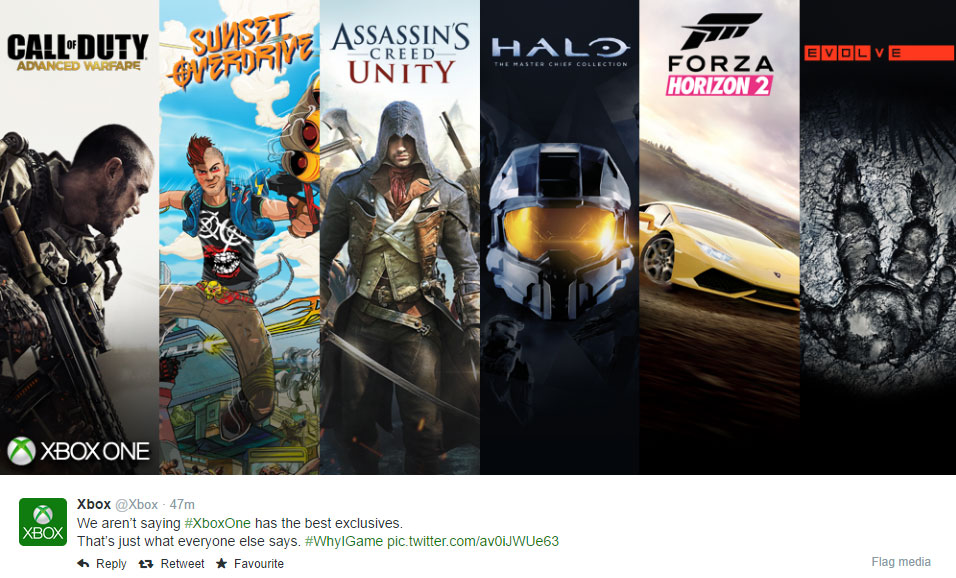 CALL OF DUTY
ADVANCED WARFARE
SUNSET
OVERDRIVE
ASSASSIN'S
CREED
UNITY
HALO
THE MASTER CHIEF COLLECTION
FORZA
HORIZON 2
EVOLVE
XBOX ONE
XBOX
Xbox @Xbox · 47m
We aren't saying #XboxOne has the best exclusives.
That's just what everyone else says. #WhyIGame pic.twitter.com/av0iJWUe63
Reply Retweet Favourite
Flag media